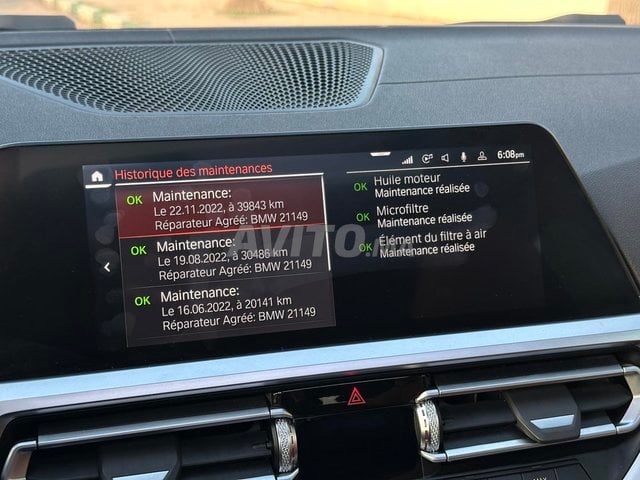 6:08pm
Historique des maintenances
OK Maintenance:
Le 22.11.2022, à 39843 km
Réparateur Agréé: BMW 21149
OK Maintenance:
Le 19.08.2022, à 30486 km
Réparateur Agréé: BMW 21149
OK Maintenance:
Le 16.06.2022, à 20141 km
Réparateur Agréé: BMW 21149
OK Huile moteur
Maintenance réalisée
OK Microfiltre
Maintenance réalisée
OK Élément du filtre à air
Maintenance réalisée
AVITO
MAX